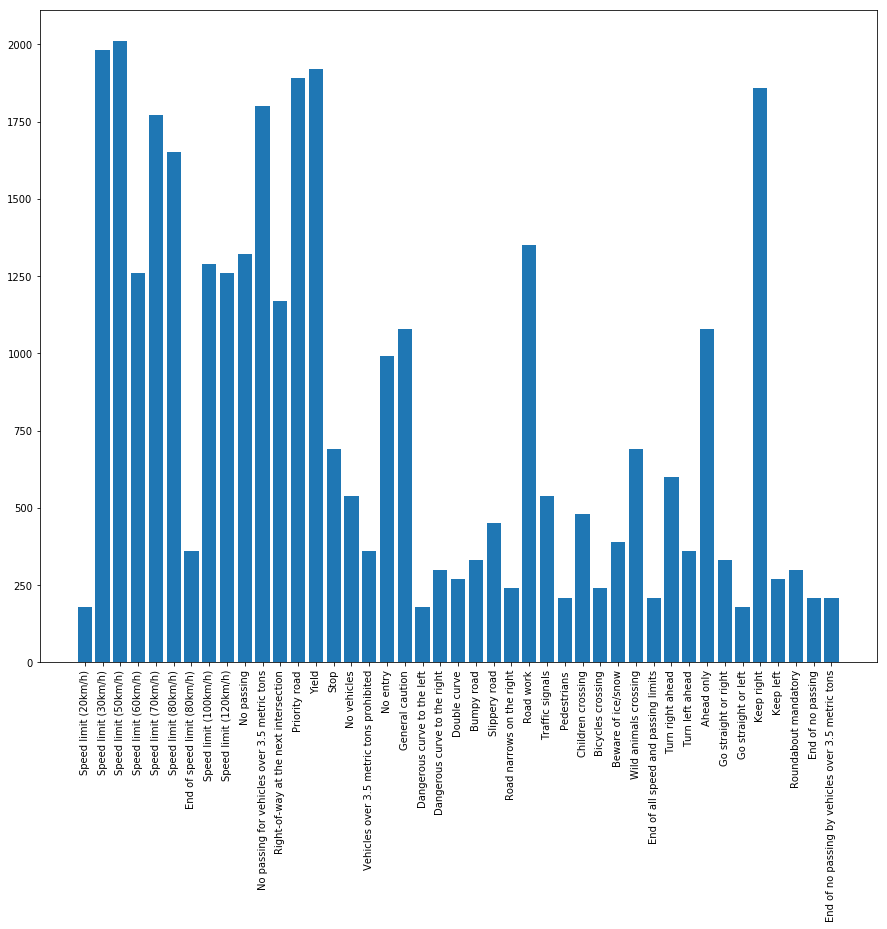 2000
1750
1500
1250
1000
750
500
250
0
Speed limit (20km/h)
Speed limit (30km/h)
Speed limit (50km/h)
Speed limit (60km/h)
Speed limit (70km/h)
Speed limit (80km/h)
End of speed limit (80km/h)
Speed limit (100km/h)
Speed limit (120km/h)
No passing
No passing for vehicles over 3.5 metric tons
Right-of-way at the next intersection
Priority road
Yield
Stop
No vehicles
Vehicles over 3.5 metric tons prohibited
No entry
General caution
Dangerous curve to the left
Dangerous curve to the right
Double curve
Bumpy road
Slippery road
Road narrows on the right
Road work
Traffic signals
Pedestrians
Children crossing
Bicycles crossing
Beware of ice/snow
Wild animals crossing
End of all speed and passing limits
Turn right ahead
Turn left ahead
Ahead only
Go straight or right
Go straight or left
Keep right
Keep left
Roundabout mandatory
End of no passing
End of no passing by vehicles over 3.5 metric tons